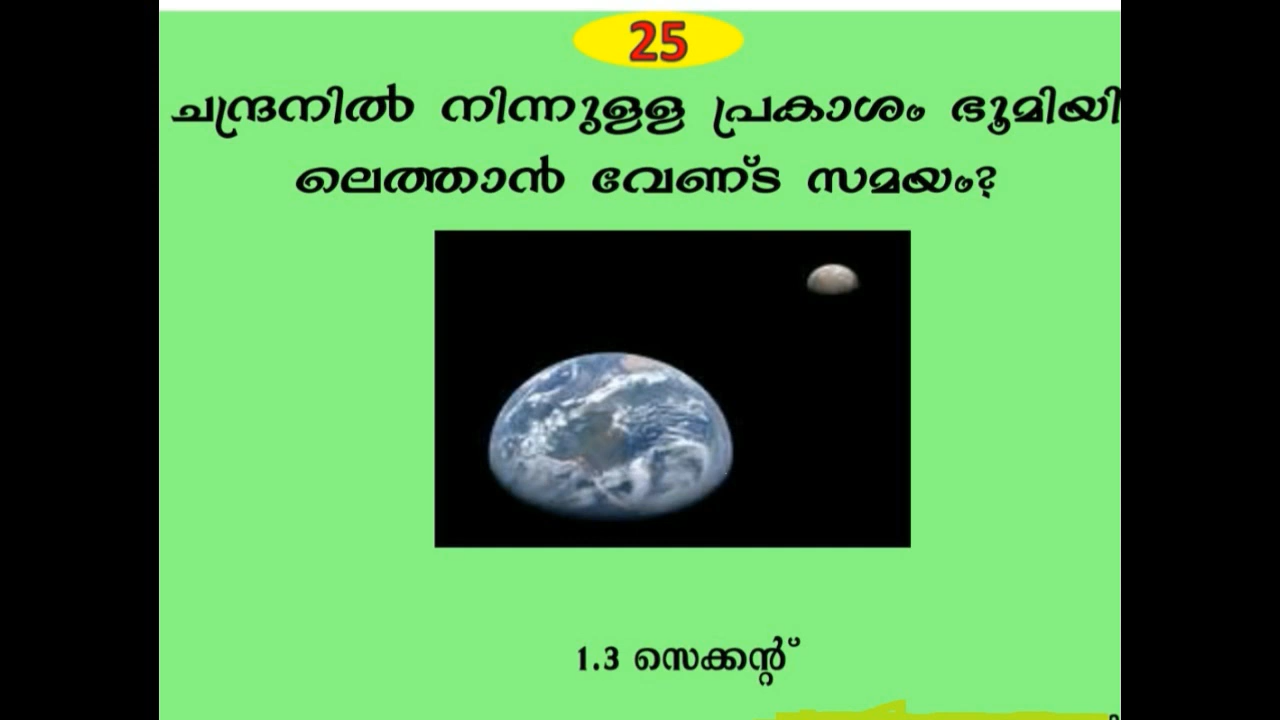 25
ചന്ദ്രനിൽ നിന്നുളള പ്രകാശം ഭൂമിയി
ലെത്താൻ വേണ്ട സമയം?
1.3 സെക്കന്റ്